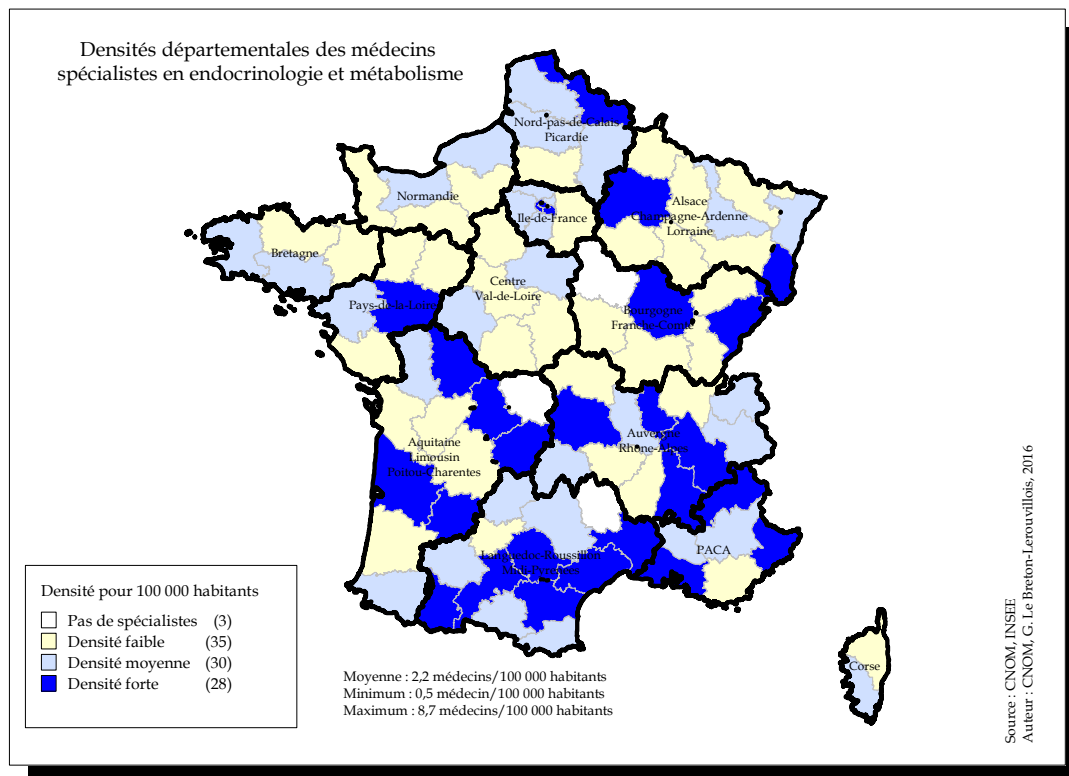 Densités départementales des médecins
spécialistes en endocrinologie et métabolisme
Nord-pas-de-Calais
Picardie
Normandie
Ile-de-France
Alsace
Champagne-Ardenne
Lorraine
Bretagne
Centre
Val-de-Loire
Pays-de-la-Loire
Bourgogne
Franche-Comté
Auvergne
Rhône-Alpes
Aquitaine
Limousin
Poitou-Charentes
Languedoc-Roussillon
Midi-Pyrénées
PACA
Corse
Densité pour 100 000 habitants
Pas de spécialistes (3)
Densité faible (35)
Densité moyenne (30)
Densité forte (28)
Moyenne : 2,2 médecins/100 000 habitants
Minimum : 0,5 médecin/100 000 habitants
Maximum : 8,7 médecins/100 000 habitants
Source : CNOM, INSEE
Auteur : CNOM, G. Le Breton-Lerouvillois, 2016